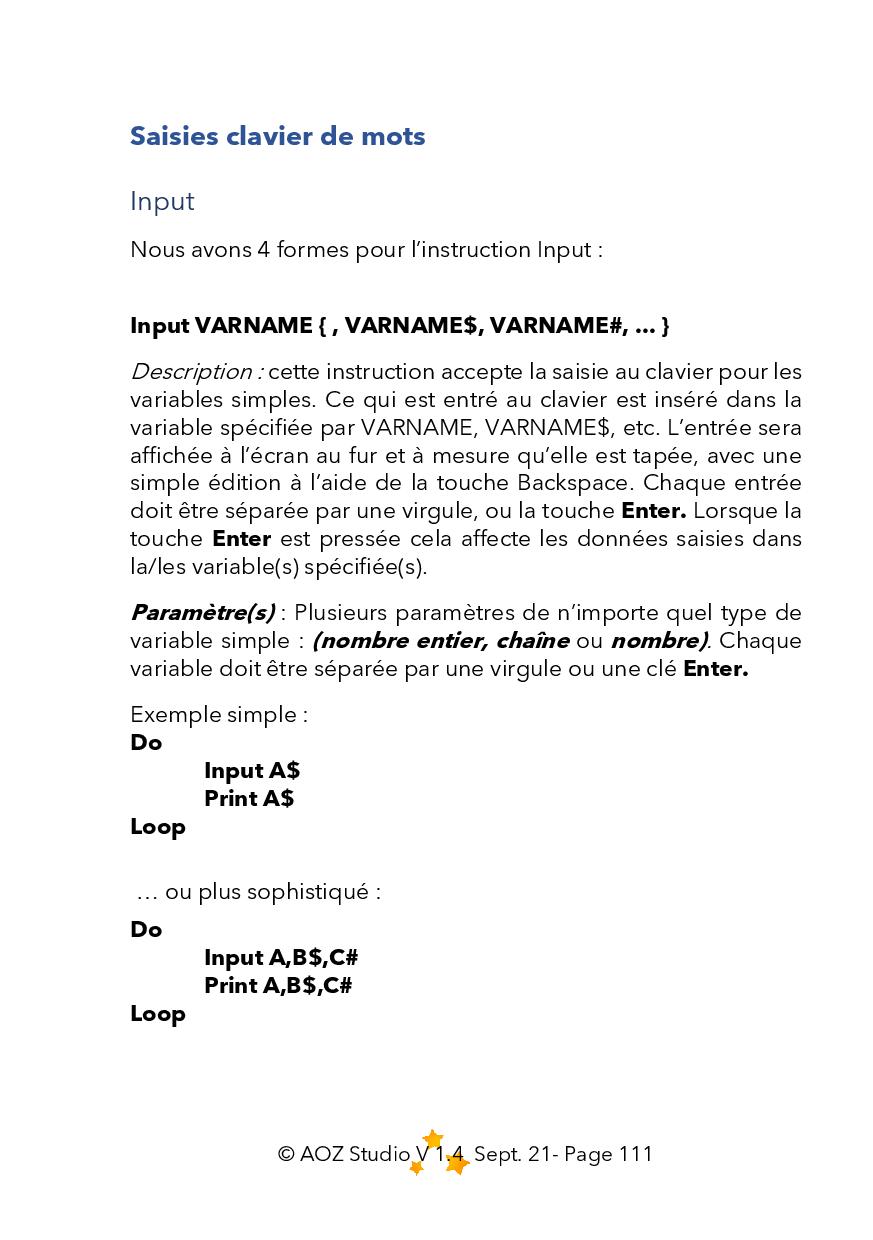 Saisies clavier de mots
Input
Nous avons 4 formes pour l’instruction Input :
Input VARNAME { , VARNAME$, VARNAME#, ... }
Description : cette instruction accepte la saisie au clavier pour les
variables simples. Ce qui est entré au clavier est inséré dans la
variable spécifiée par VARNAME, VARNAME$, etc. L’entrée sera
affichée à l’écran au fur et à mesure qu’elle est tapée, avec une
simple édition à l’aide de la touche Backspace. Chaque entrée
doit être séparée par une virgule, ou la touche Enter. Lorsque la
touche Enter est pressée cela affecte les données saisies dans
la/les variable(s) spécifiée(s).
Paramètre(s) : Plusieurs paramètres de n’importe quel type de
variable simple : (nombre entier, chaîne ou nombre). Chaque
variable doit être séparée par une virgule ou une clé Enter.
Exemple simple :
Do
Input A$
Print A$
Loop
… ou plus sophistiqué :
Do
Input A,B$,C#
Print A,B$,C#
Loop
© AOZ Studio V 1.4 Sept. 21- Page 111